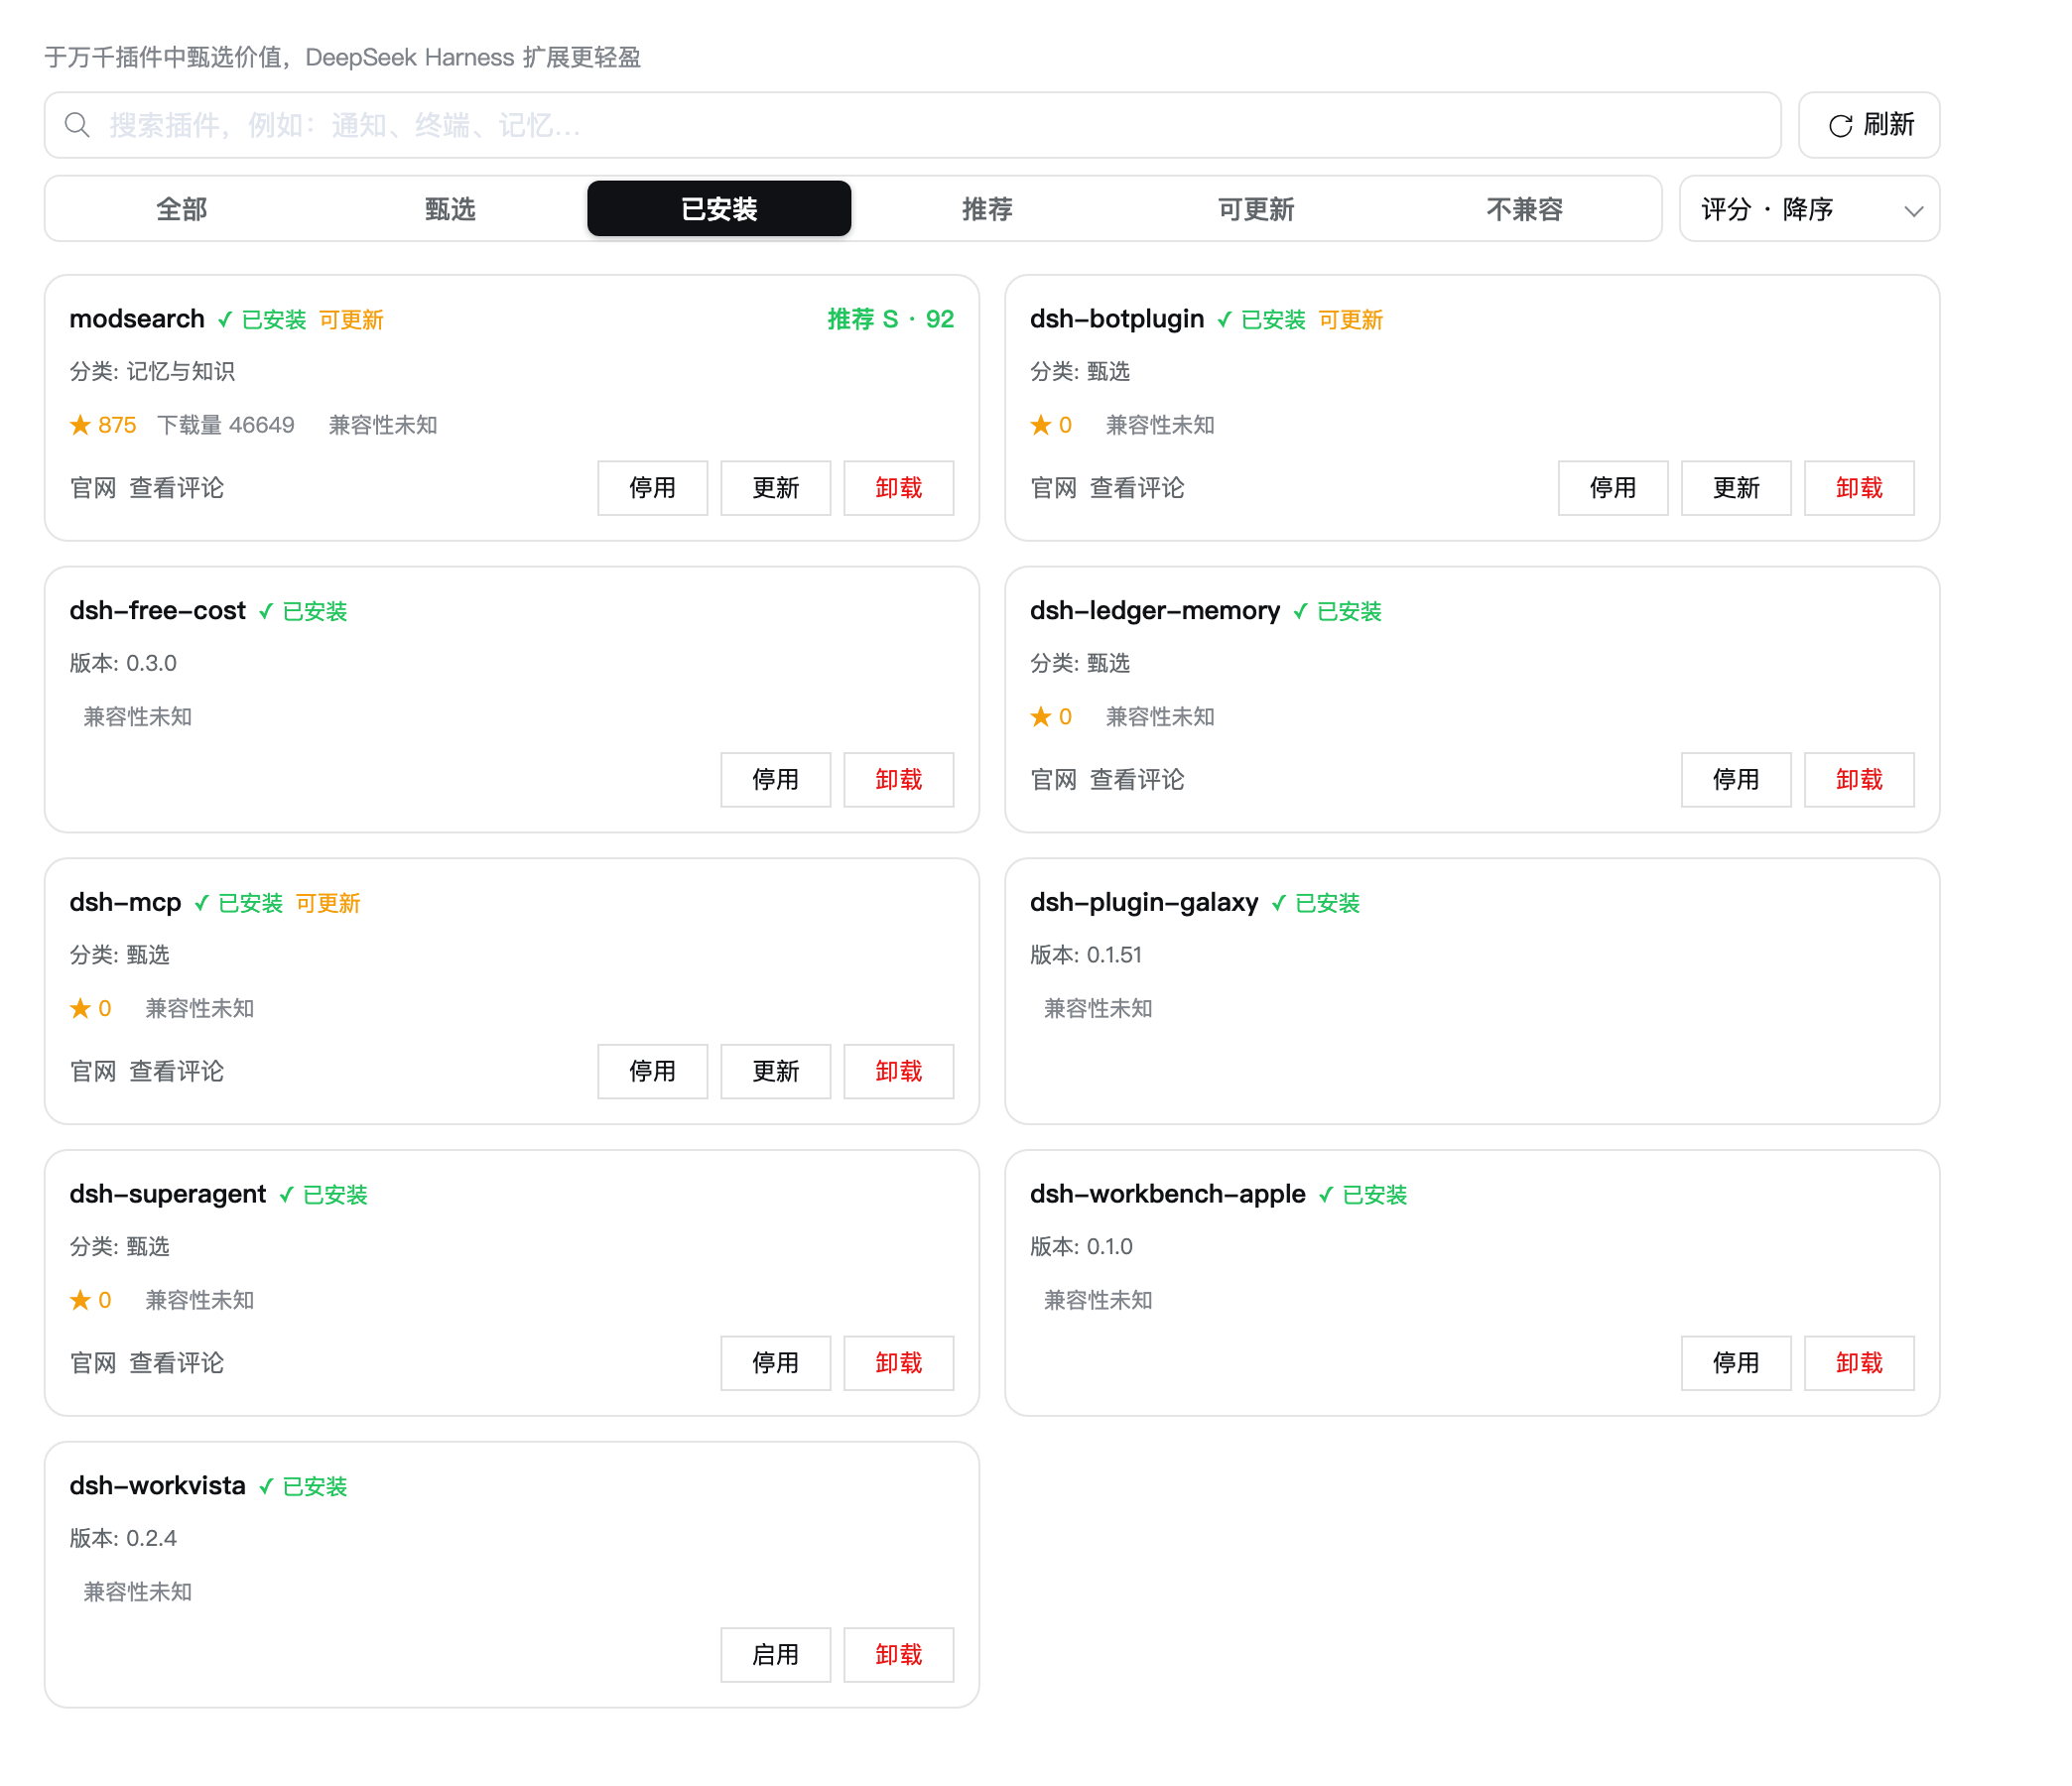 于万千插件中甄选价值，DeepSeek Harness 扩展更轻盈
搜索插件，例如：通知、终端、记忆...
刷新
全部 甄选 已安装 推荐 可更新 不兼容
评分 · 降序
modsearch ✓ 已安装 可更新 推荐 S · 92
分类: 记忆与知识
★ 875 下载量 46649 兼容性未知
官网 查看评论 停用 更新 卸载
dsh-botplugin ✓ 已安装 可更新
分类: 甄选
★ 0 兼容性未知
官网 查看评论 停用 更新 卸载
dsh-free-cost ✓ 已安装
版本: 0.3.0
兼容性未知
停用 卸载
dsh-ledger-memory ✓ 已安装
分类: 甄选
★ 0 兼容性未知
官网 查看评论 停用 卸载
dsh-mcp ✓ 已安装 可更新
分类: 甄选
★ 0 兼容性未知
官网 查看评论 停用 更新 卸载
dsh-plugin-galaxy ✓ 已安装
版本: 0.1.51
兼容性未知
dsh-superagent ✓ 已安装
分类: 甄选
★ 0 兼容性未知
官网 查看评论 停用 卸载
dsh-workbench-apple ✓ 已安装
版本: 0.1.0
兼容性未知
停用 卸载
dsh-workvista ✓ 已安装
版本: 0.2.4
兼容性未知
启用 卸载